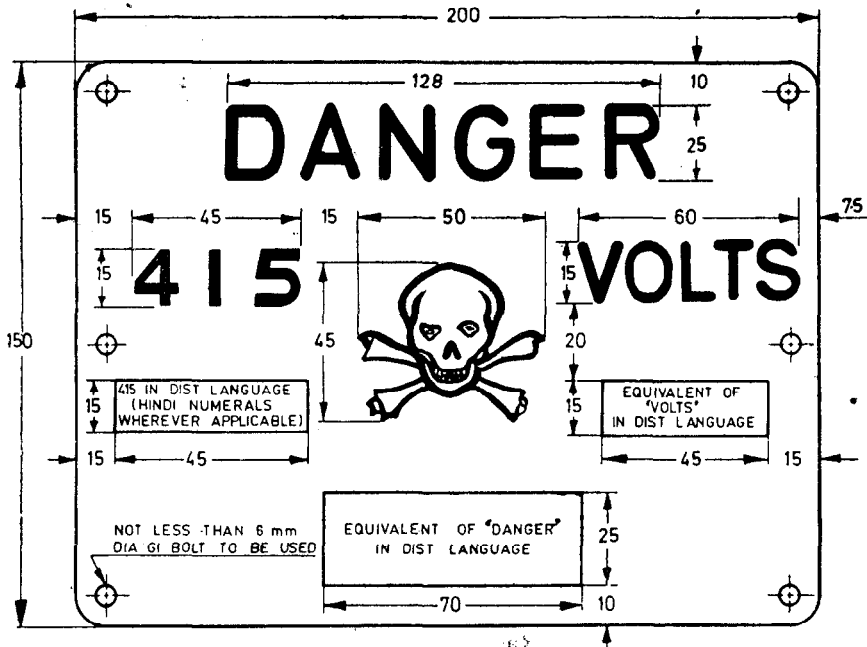 200
128
10
DANGER
25
15 45 15 50 60 7.5
15 415 45 15 VOLTS
150
20
15 415 IN DIST LANGUAGE
(HINDI NUMERALS
WHEREVER APPLICABLE)
15 EQUIVALENT OF
"VOLTS"
IN DIST LANGUAGE
15 45 45 15
NOT LESS THAN 6 mm
DIA GI BOLT TO BE USED
EQUIVALENT OF "DANGER"
IN DIST LANGUAGE
25
70 10